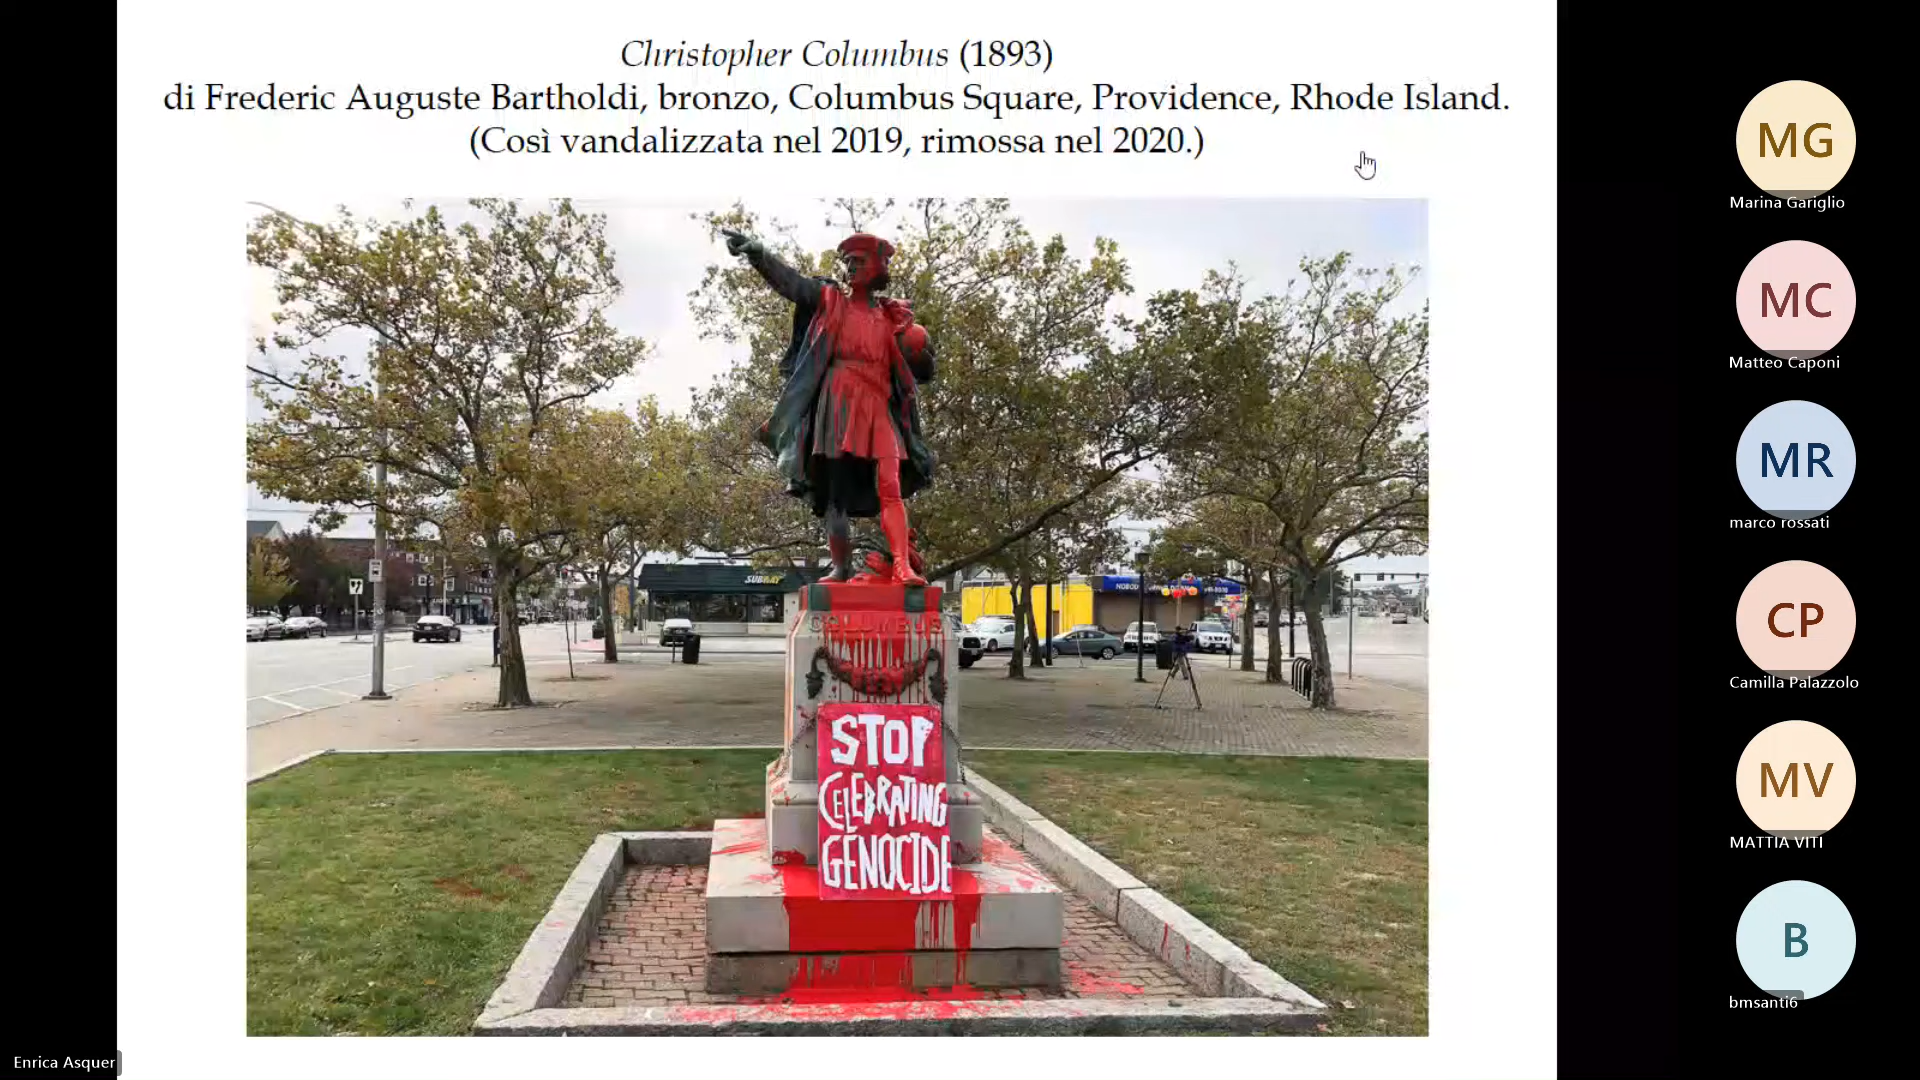 Christopher Columbus (1893)
di Frederic Auguste Bartholdi, bronzo, Columbus Square, Providence, Rhode Island.
(Così vandalizzata nel 2019, rimossa nel 2020.)
SUBWAY
COLUMBUS
STOP
CELEBRATING
GENOCIDE
MG
Marina Gariglio
MC
Matteo Caponi
MR
marco rossati
CP
Camilla Palazzolo
MV
MATTIA VITI
B
bmsanti6
Enrica Asquer